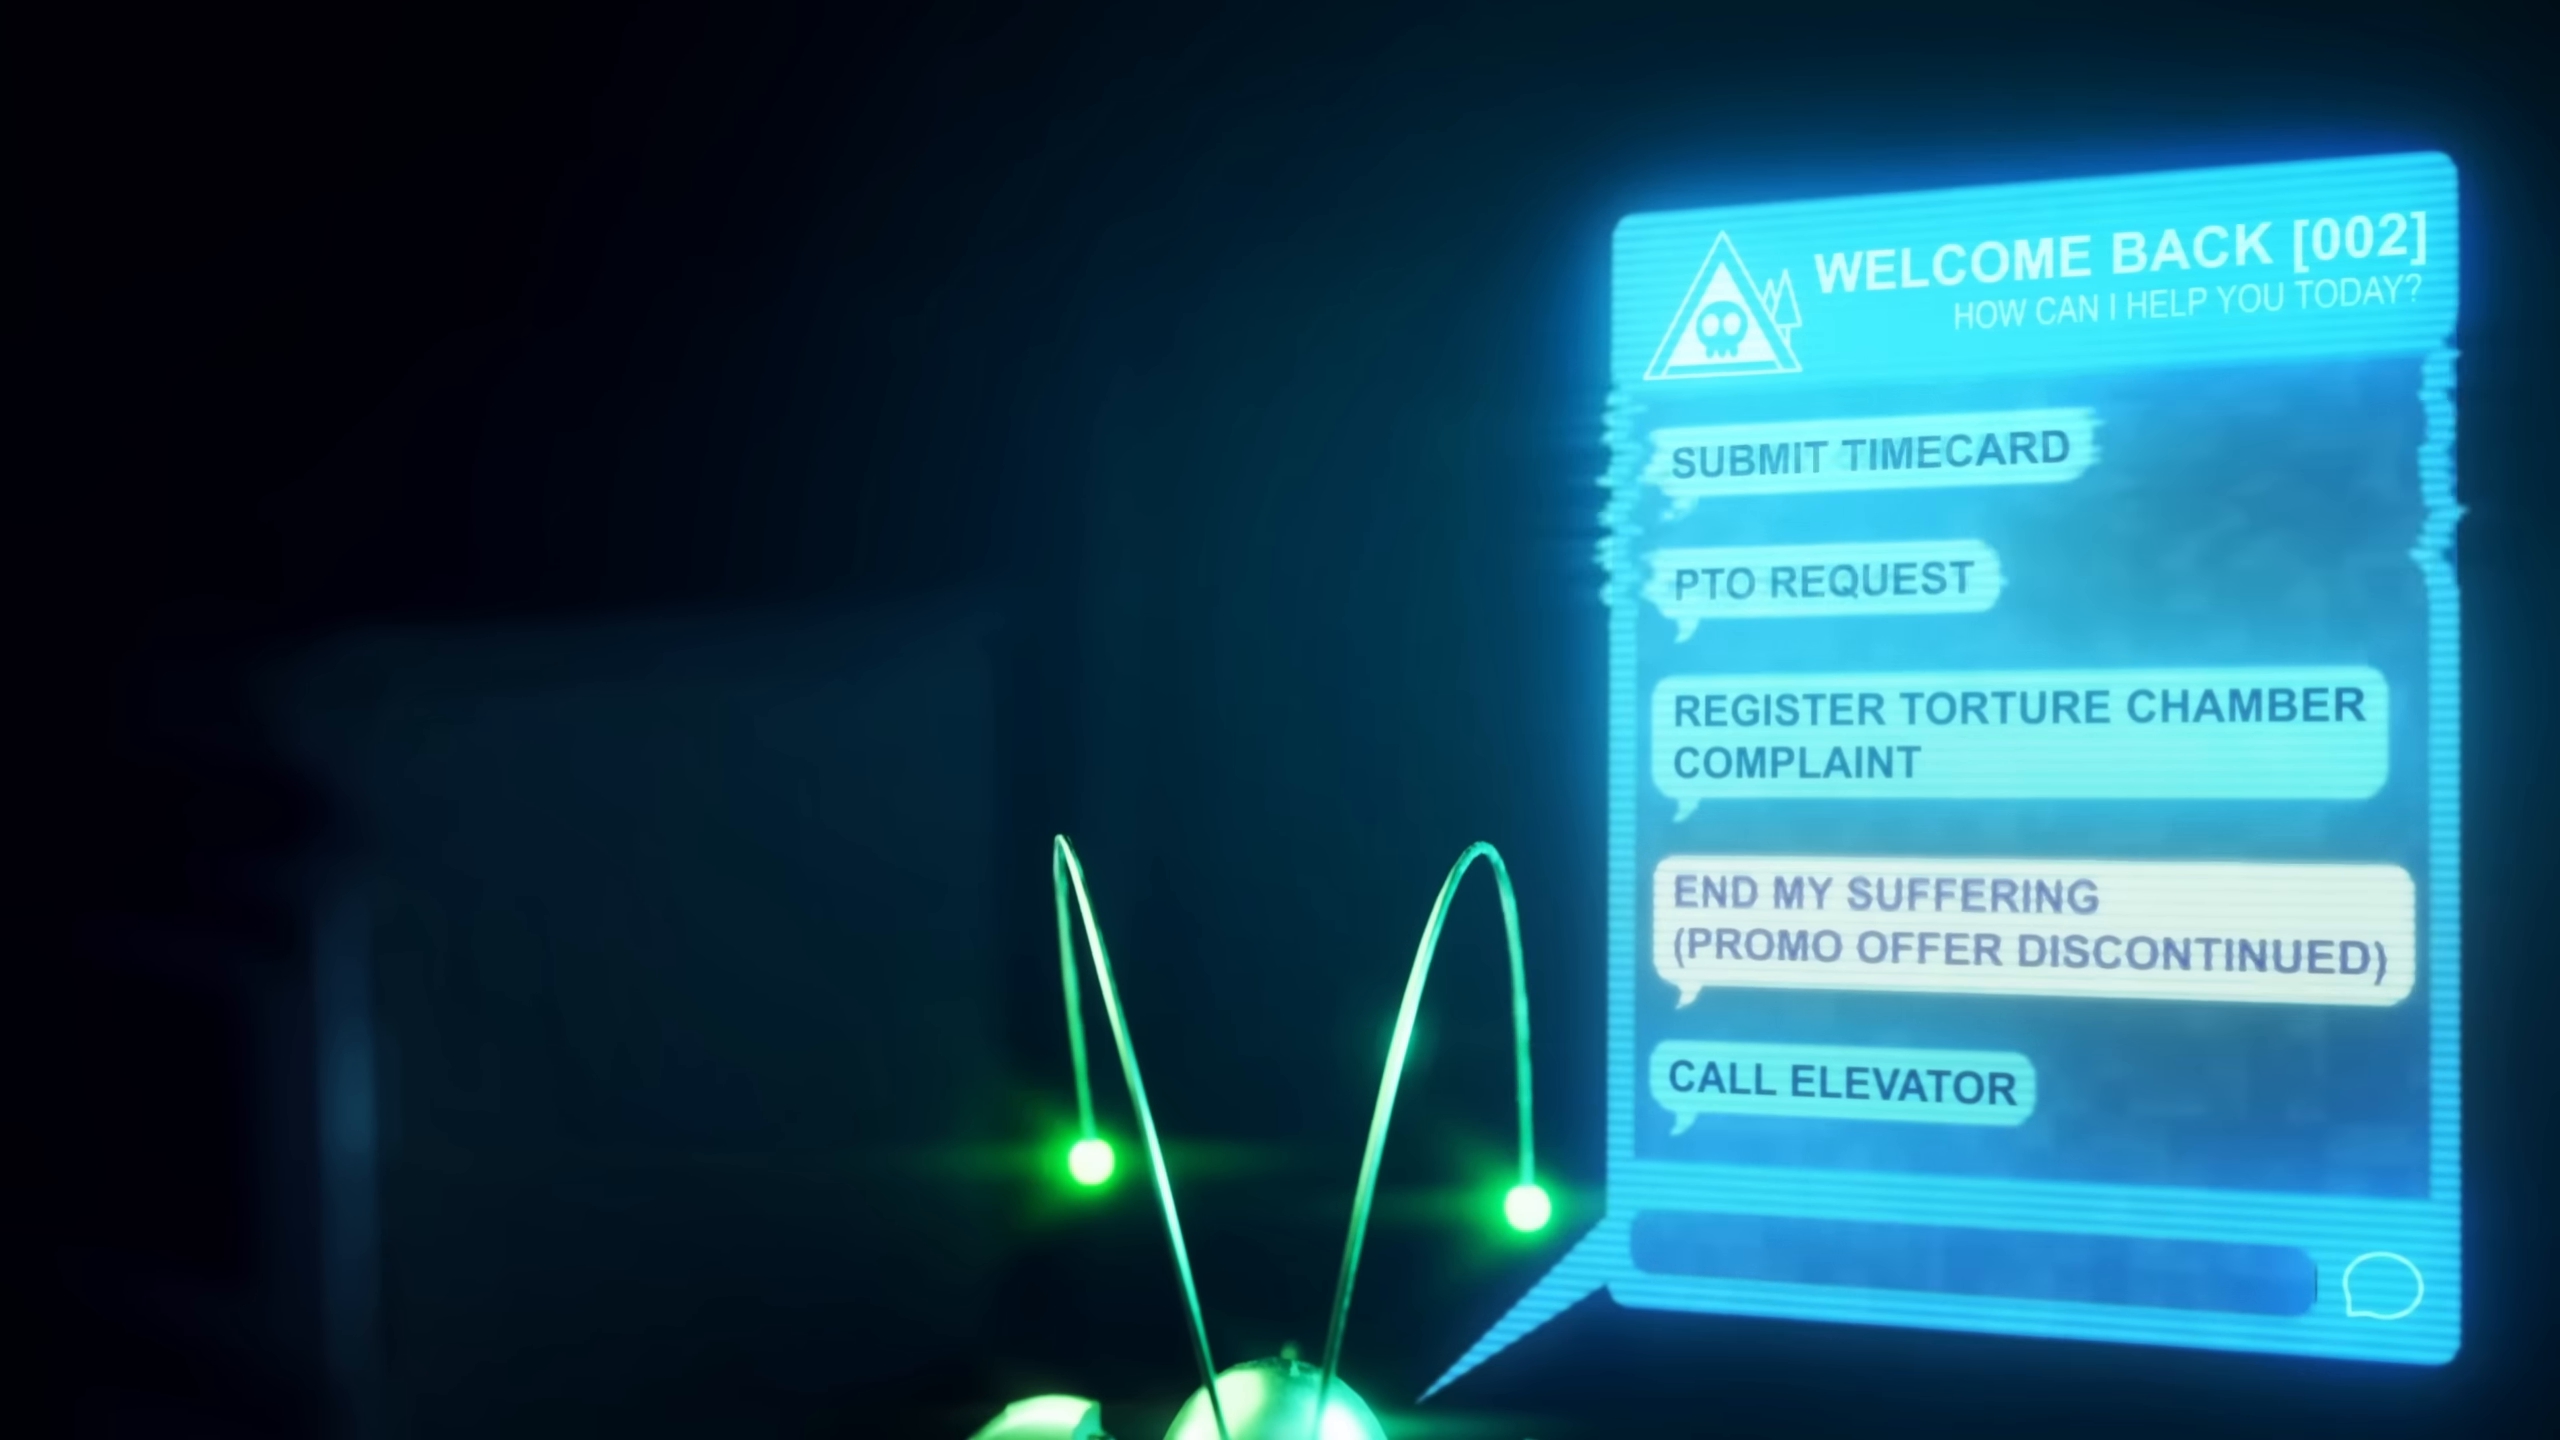 WELCOME BACK [002]
HOW CAN I HELP YOU TODAY?
SUBMIT TIMECARD
PTO REQUEST
REGISTER TORTURE CHAMBER
COMPLAINT
END MY SUFFERING
(PROMO OFFER DISCONTINUED)
CALL ELEVATOR